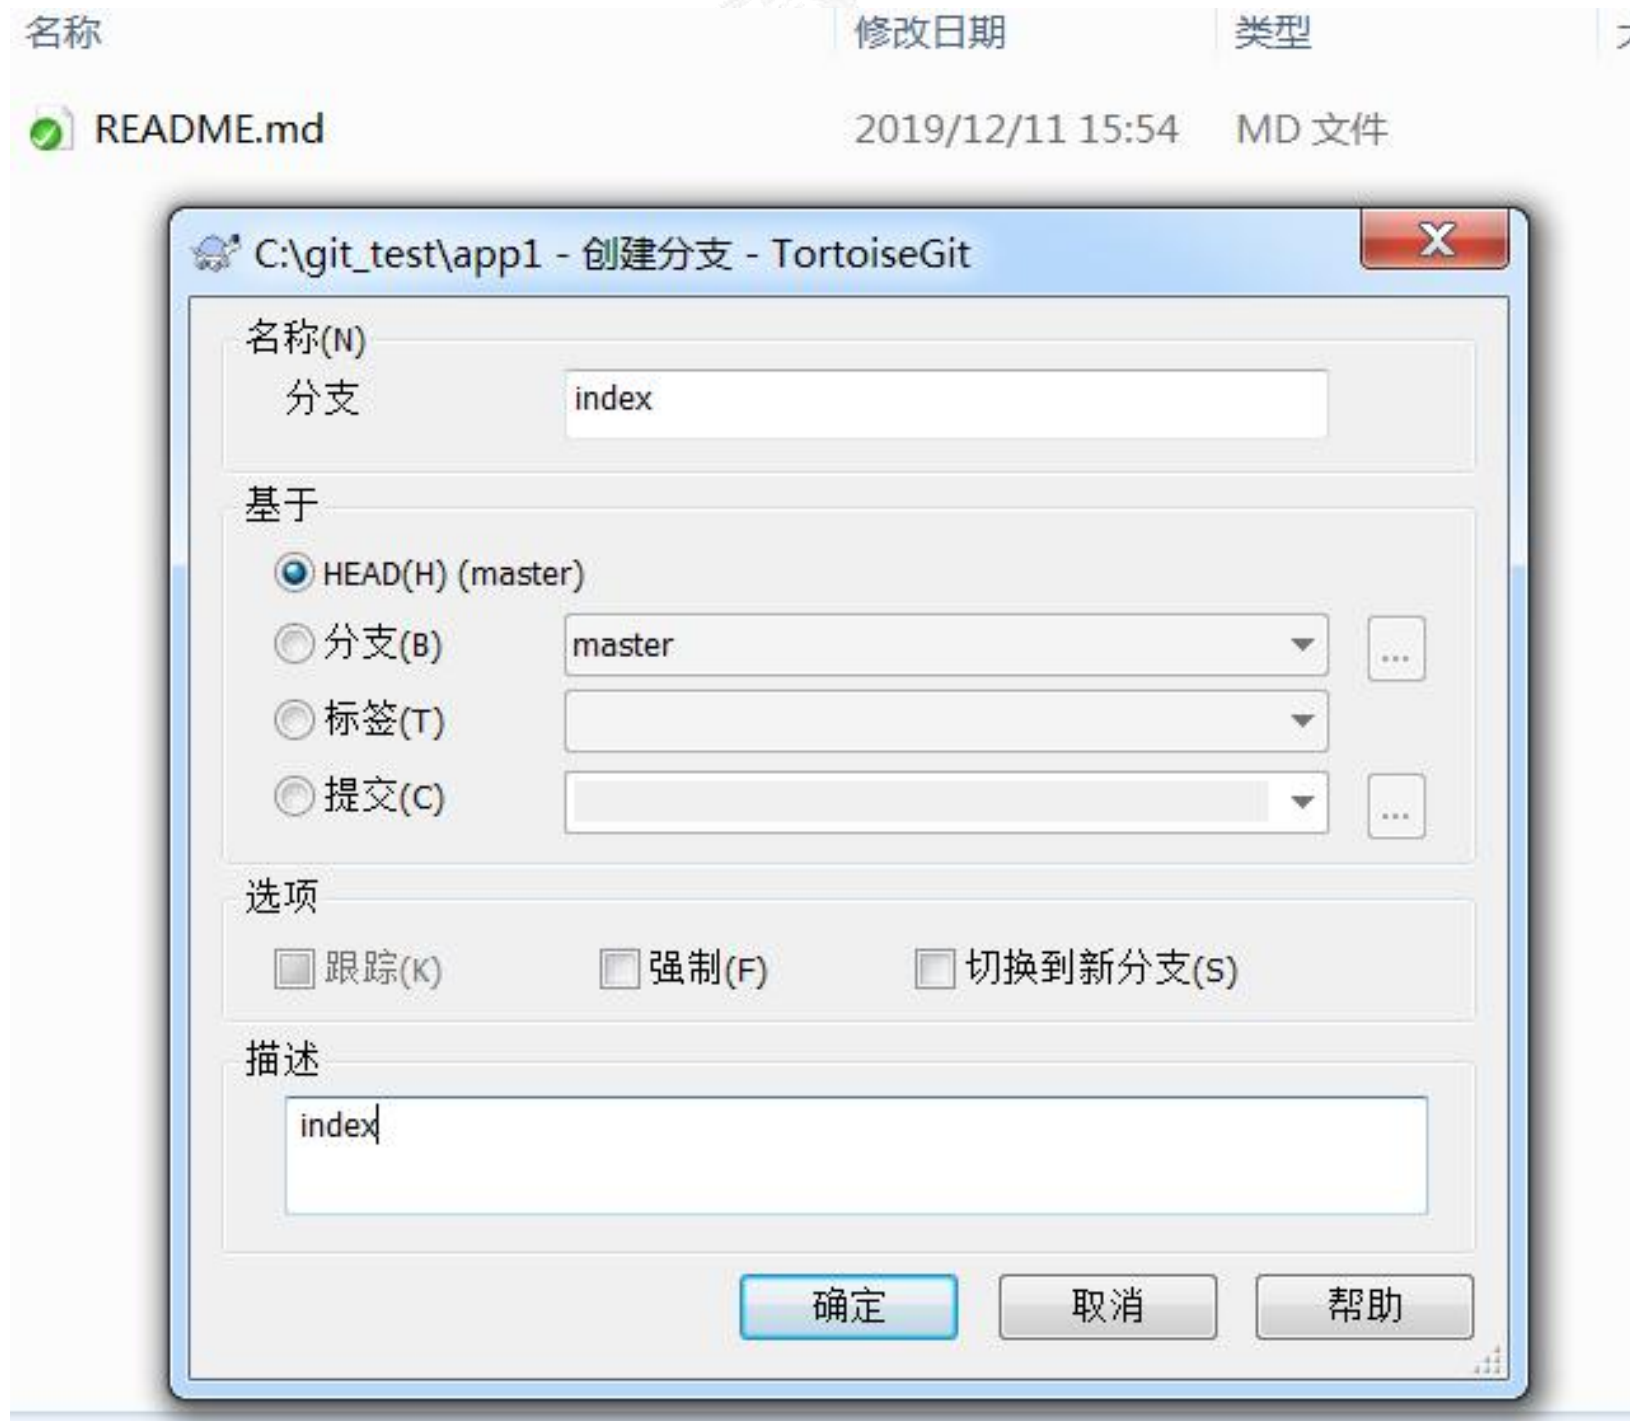 名称 修改日期 类型
README.md 2019/12/11 15:54 MD 文件
C:\git_test\app1 - 创建分支 - TortoiseGit
名称(N)
分支 index
基于
HEAD(H) (master)
分支(B) master ...
标签(T)
提交(C) ...
选项
跟踪(K) 强制(F) 切换到新分支(S)
描述
index
确定 取消 帮助